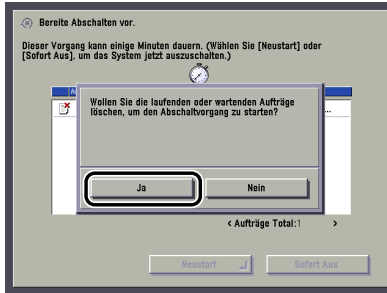 Bereite Abschalten vor.
Dieser Vorgang kann einige Minuten dauern. (Wählen Sie [Neustart] oder
[Sofort Aus], um das System jetzt auszuschalten.)
Wollen Sie die laufenden oder wartenden Aufträge
löschen, um den Abschaltvorgang zu starten?
...
Ja
Nein
Aufträge Total:1
Neustart
Sofort Aus